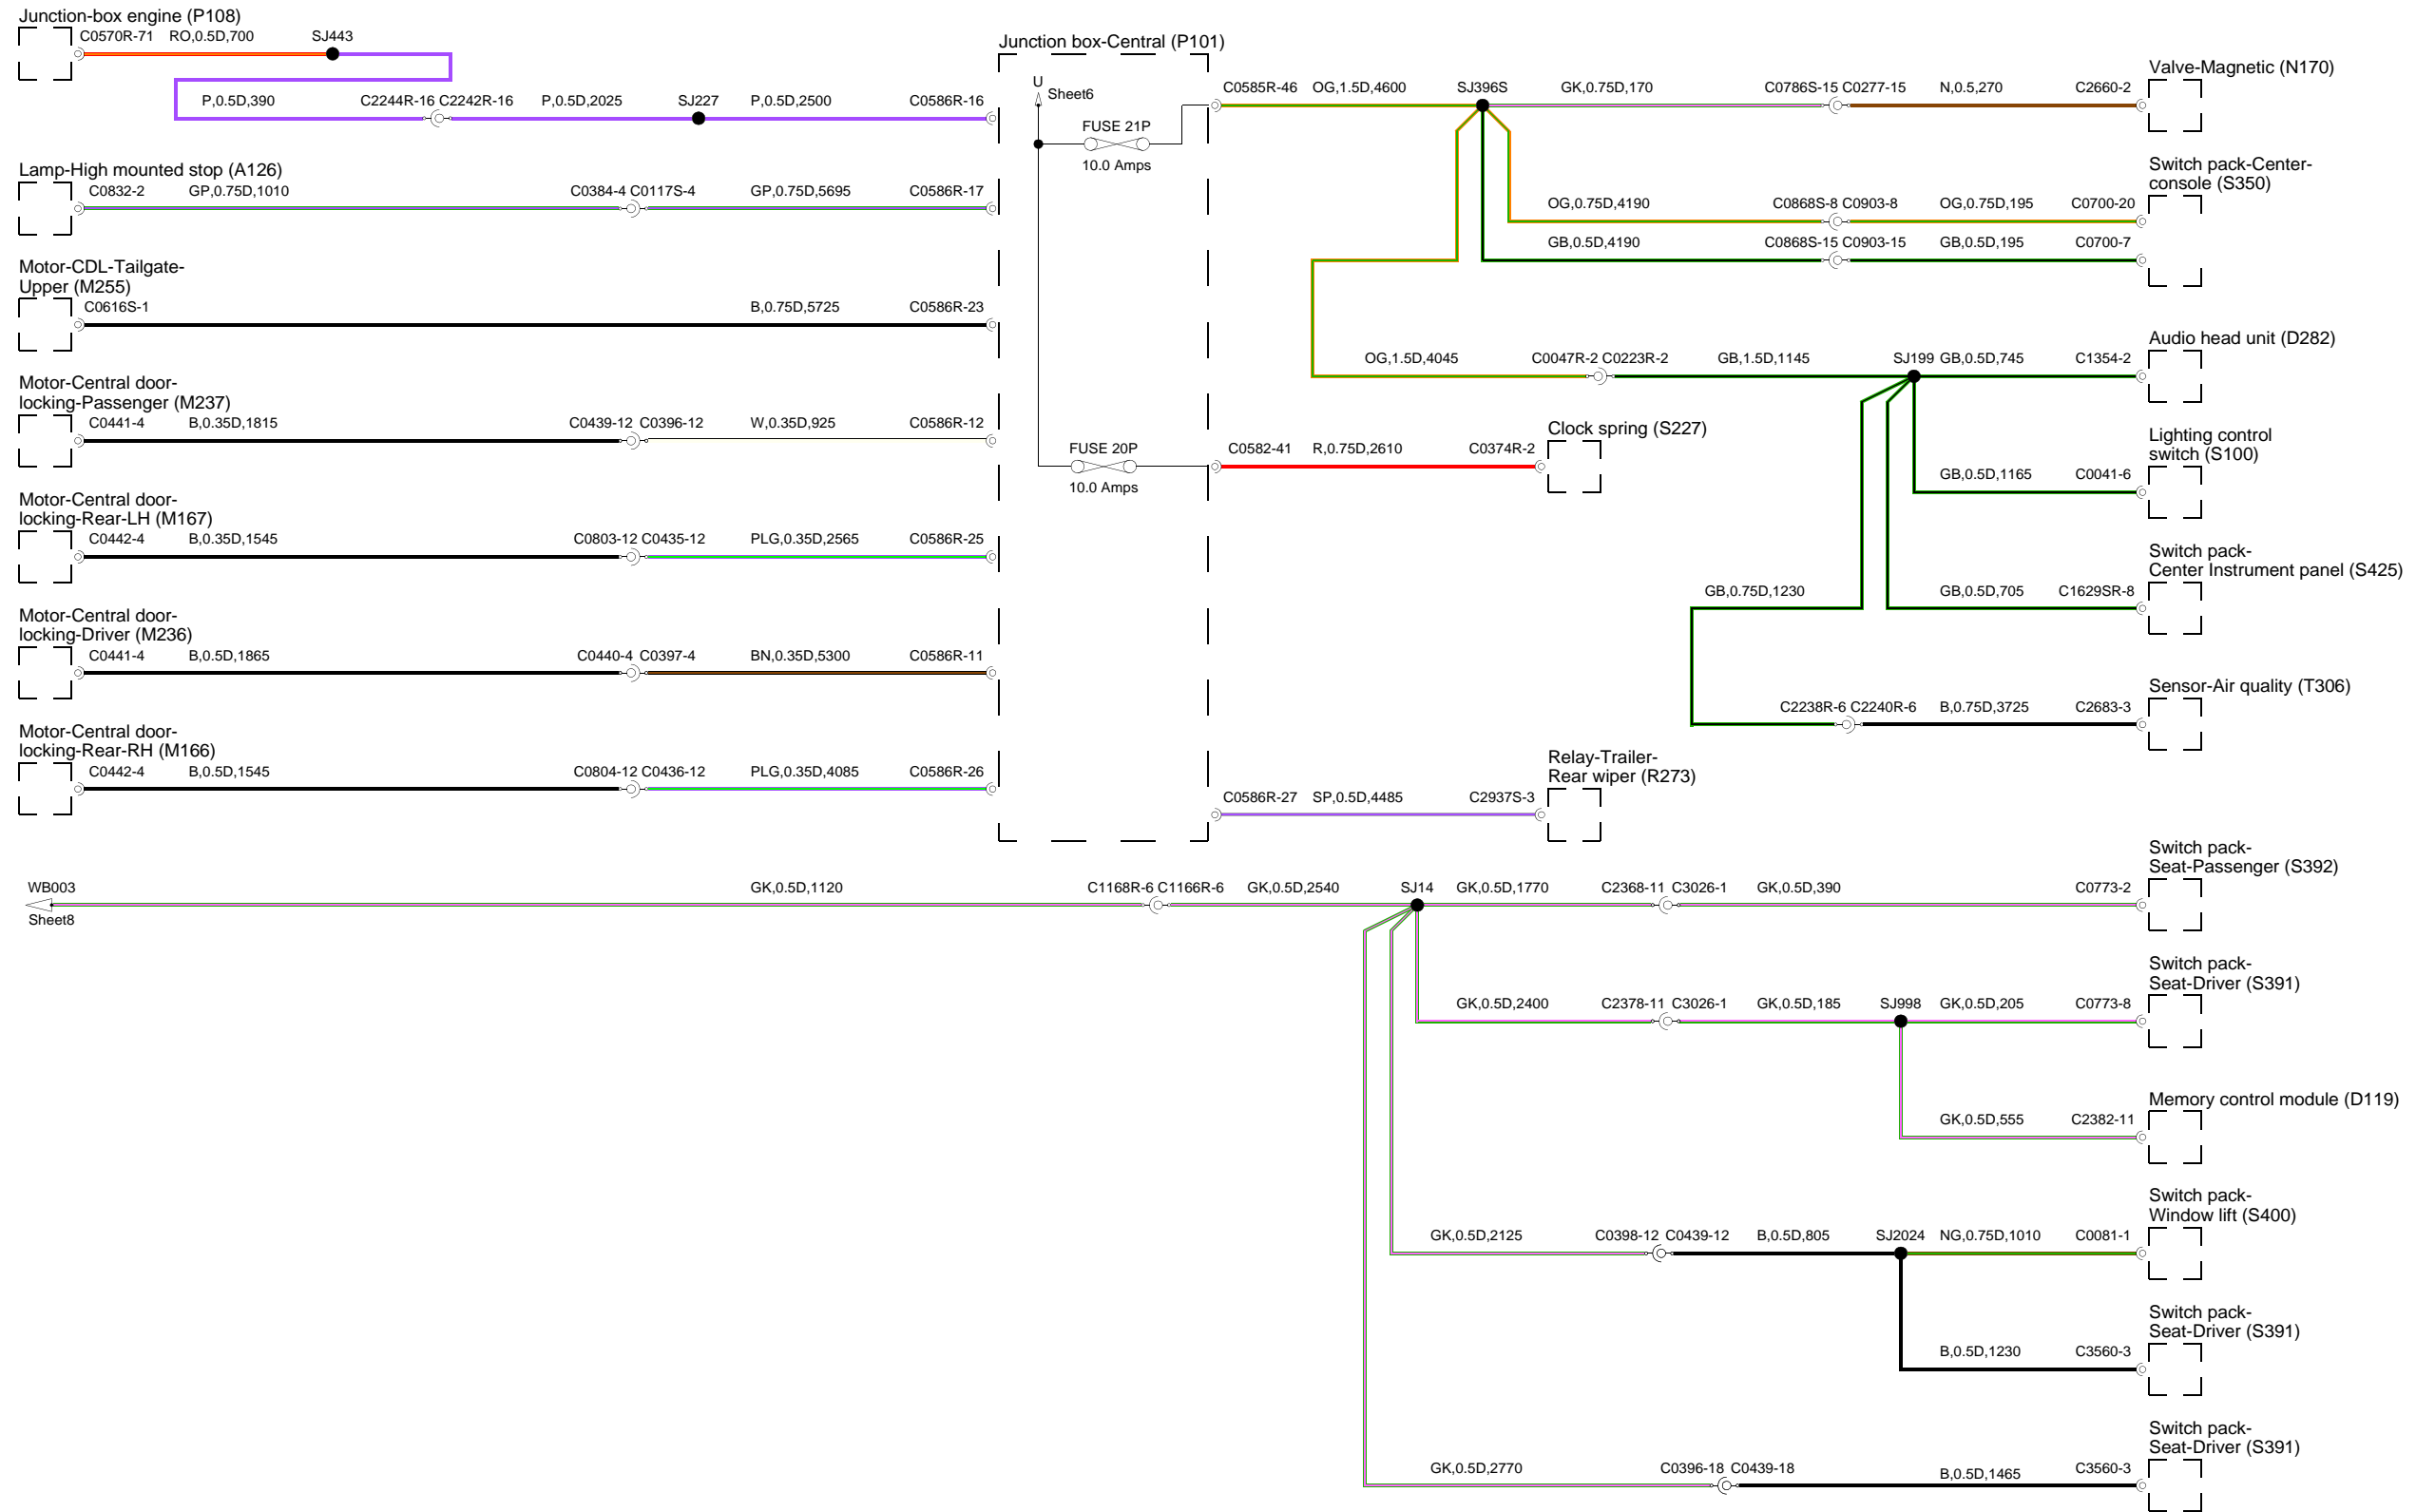 Junction-box engine (P108)
C0570R-71 RO,0.5D,700 SJ443
P,0.5D,390 C2244R-16 C2242R-16 P,0.5D,2025 SJ227 P,0.5D,2500 C0586R-16
Lamp-High mounted stop (A126)
C0832-2 GP,0.75D,1010 C0384-4 C0117S-4 GP,0.75D,5695 C0586R-17
Motor-CDL-Tailgate-
Upper (M255)
C0616S-1 B,0.75D,5725 C0586R-23
Motor-Central door-
locking-Passenger (M237)
C0441-4 B,0.35D,1815 C0439-12 C0396-12 W,0.35D,925 C0586R-12
Motor-Central door-
locking-Rear-LH (M167)
C0442-4 B,0.35D,1545 C0803-12 C0435-12 PLG,0.35D,2565 C0586R-25
Motor-Central door-
locking-Driver (M236)
C0441-4 B,0.5D,1865 C0440-4 C0397-4 BN,0.35D,5300 C0586R-11
Motor-Central door-
locking-Rear-RH (M166)
C0442-4 B,0.5D,1545 C0804-12 C0436-12 PLG,0.35D,4085 C0586R-26
Junction box-Central (P101)
U
Sheet6
FUSE 21P
10.0 Amps
FUSE 20P
10.0 Amps
C0585R-46 OG,1.5D,4600 SJ396S GK,0.75D,170 C0786S-15 C0277-15 N,0.5,270 C2660-2
Valve-Magnetic (N170)
Switch pack-Center-
console (S350)
OG,0.75D,4190 C0868S-8 C0903-8 OG,0.75D,195 C0700-20
GB,0.5D,4190 C0868S-15 C0903-15 GB,0.5D,195 C0700-7
Audio head unit (D282)
OG,1.5D,4045 C0047R-2 C0223R-2 GB,1.5D,1145 SJ199 GB,0.5D,745 C1354-2
Clock spring (S227)
C0582-41 R,0.75D,2610 C0374R-2
Lighting control
switch (S100)
GB,0.5D,1165 C0041-6
Switch pack-
Center Instrument panel (S425)
GB,0.75D,1230 GB,0.5D,705 C1629SR-8
Sensor-Air quality (T306)
C2238R-6 C2240R-6 B,0.75D,3725 C2683-3
Relay-Trailer-
Rear wiper (R273)
C0586R-27 SP,0.5D,4485 C2937S-3
Switch pack-
Seat-Passenger (S392)
WB003 GK,0.5D,1120 C1168R-6 C1166R-6 GK,0.5D,2540 SJ14 GK,0.5D,1770 C2368-11 C3026-1 GK,0.5D,390 C0773-2
Sheet8
Switch pack-
Seat-Driver (S391)
GK,0.5D,2400 C2378-11 C3026-1 GK,0.5D,185 SJ998 GK,0.5D,205 C0773-8
Memory control module (D119)
GK,0.5D,555 C2382-11
Switch pack-
Window lift (S400)
GK,0.5D,2125 C0398-12 C0439-12 B,0.5D,805 SJ2024 NG,0.75D,1010 C0081-1
Switch pack-
Seat-Driver (S391)
B,0.5D,1230 C3560-3
Switch pack-
Seat-Driver (S391)
GK,0.5D,2770 C0396-18 C0439-18 B,0.5D,1465 C3560-3